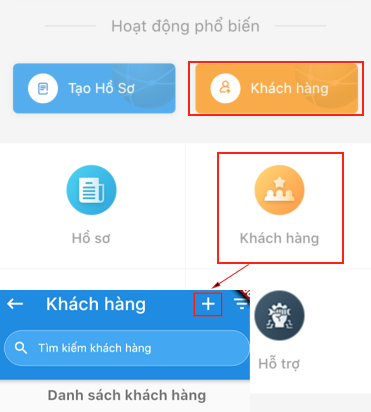 Hoạt động phổ biến
Tạo Hồ Sơ
Khách hàng
Hồ sơ
Khách hàng
Khách hàng
Tìm kiếm khách hàng
Danh sách khách hàng
Hỗ trợ